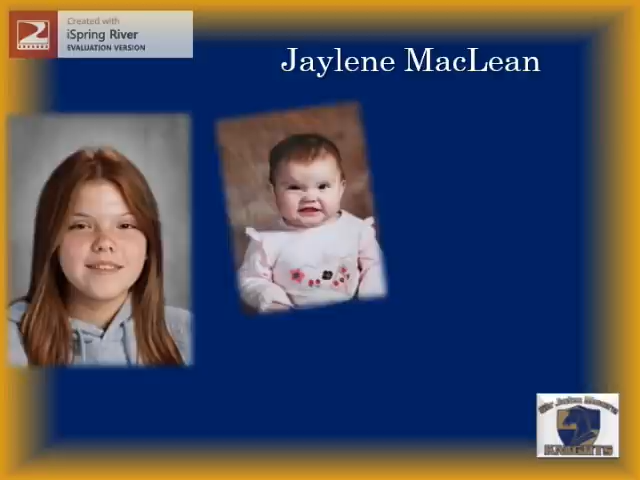 Created with
iSpring River
EVALUATION VERSION
Jaylene MacLean
KNIGHTS